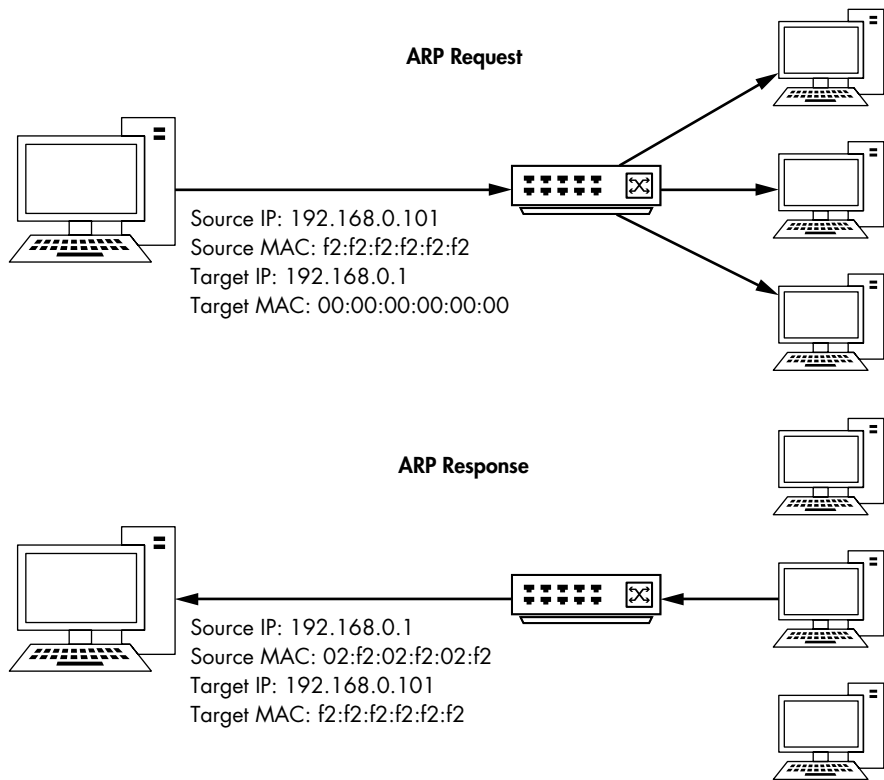 ARP Request
Source IP: 192.168.0.101
Source MAC: f2:f2:f2:f2:f2:f2
Target IP: 192.168.0.1
Target MAC: 00:00:00:00:00:00
ARP Response
Source IP: 192.168.0.1
Source MAC: 02:f2:02:f2:02:f2
Target IP: 192.168.0.101
Target MAC: f2:f2:f2:f2:f2:f2